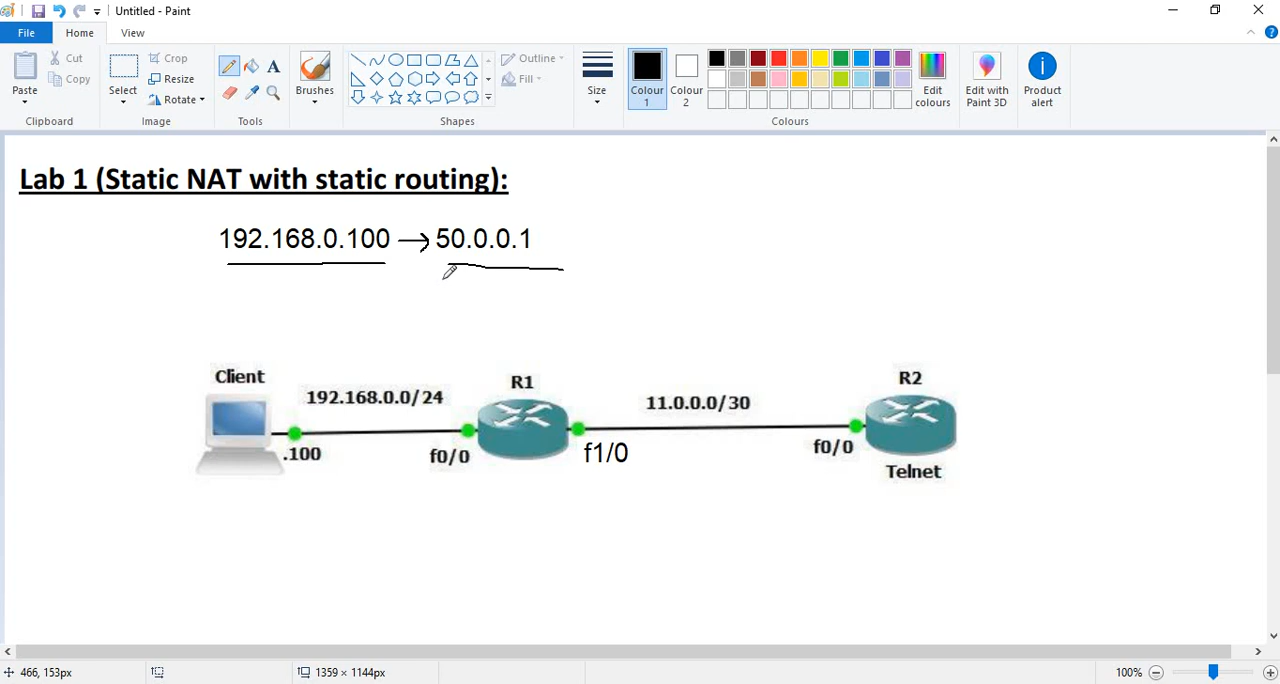 Untitled - Paint
File Home View
Cut
Copy
Paste
Clipboard
Crop
Resize
Rotate
Select
Image
A
Tools
Brushes
Outline
Fill
Shapes
Size
Colour 1
Colour 2
Edit colours
Colours
Edit with Paint 3D
Product alert
Lab 1 (Static NAT with static routing):
192.168.0.100 → 50.0.0.1
Client
192.168.0.0/24
R1
11.0.0.0/30
R2
.100
f0/0
f1/0
f0/0
Telnet
466, 153px
1359 × 1144px
100%